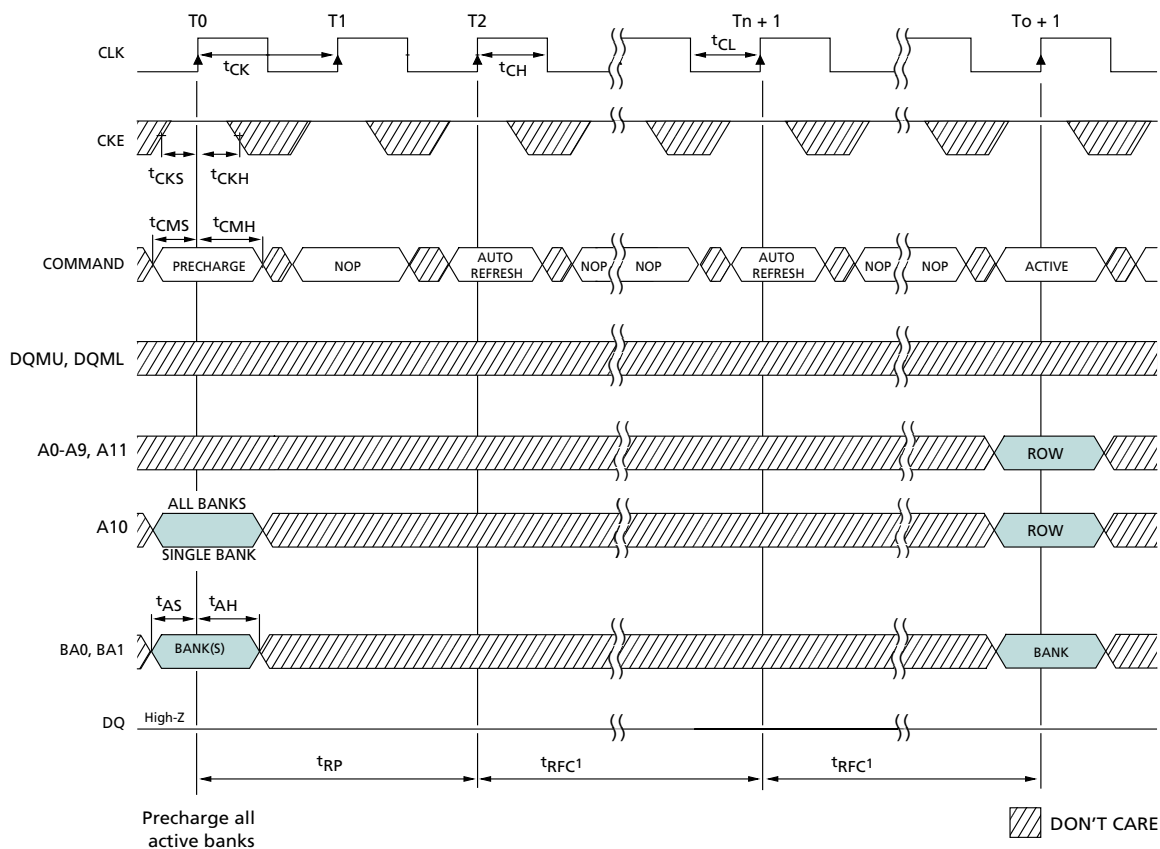 T0 T1 T2 Tn + 1 To + 1
CLK
tCK tCH tCL
CKE
tCKS tCKH
tCMS tCMH
COMMAND PRECHARGE NOP AUTO REFRESH NOP NOP AUTO REFRESH NOP NOP ACTIVE
DQMU, DQML
A0-A9, A11 ROW
ALL BANKS
A10 ROW
SINGLE BANK
tAS tAH
BA0, BA1 BANK(S) BANK
DQ High-Z
tRP tRFC1 tRFC1
Precharge all
active banks
DON'T CARE